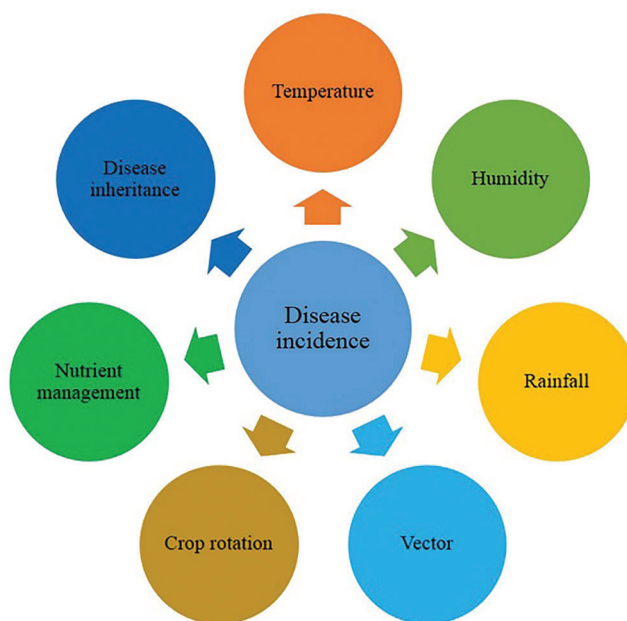 Temperature
Humidity
Rainfall
Vector
Crop rotation
Nutrient
management
Disease
inheritance
Disease
incidence